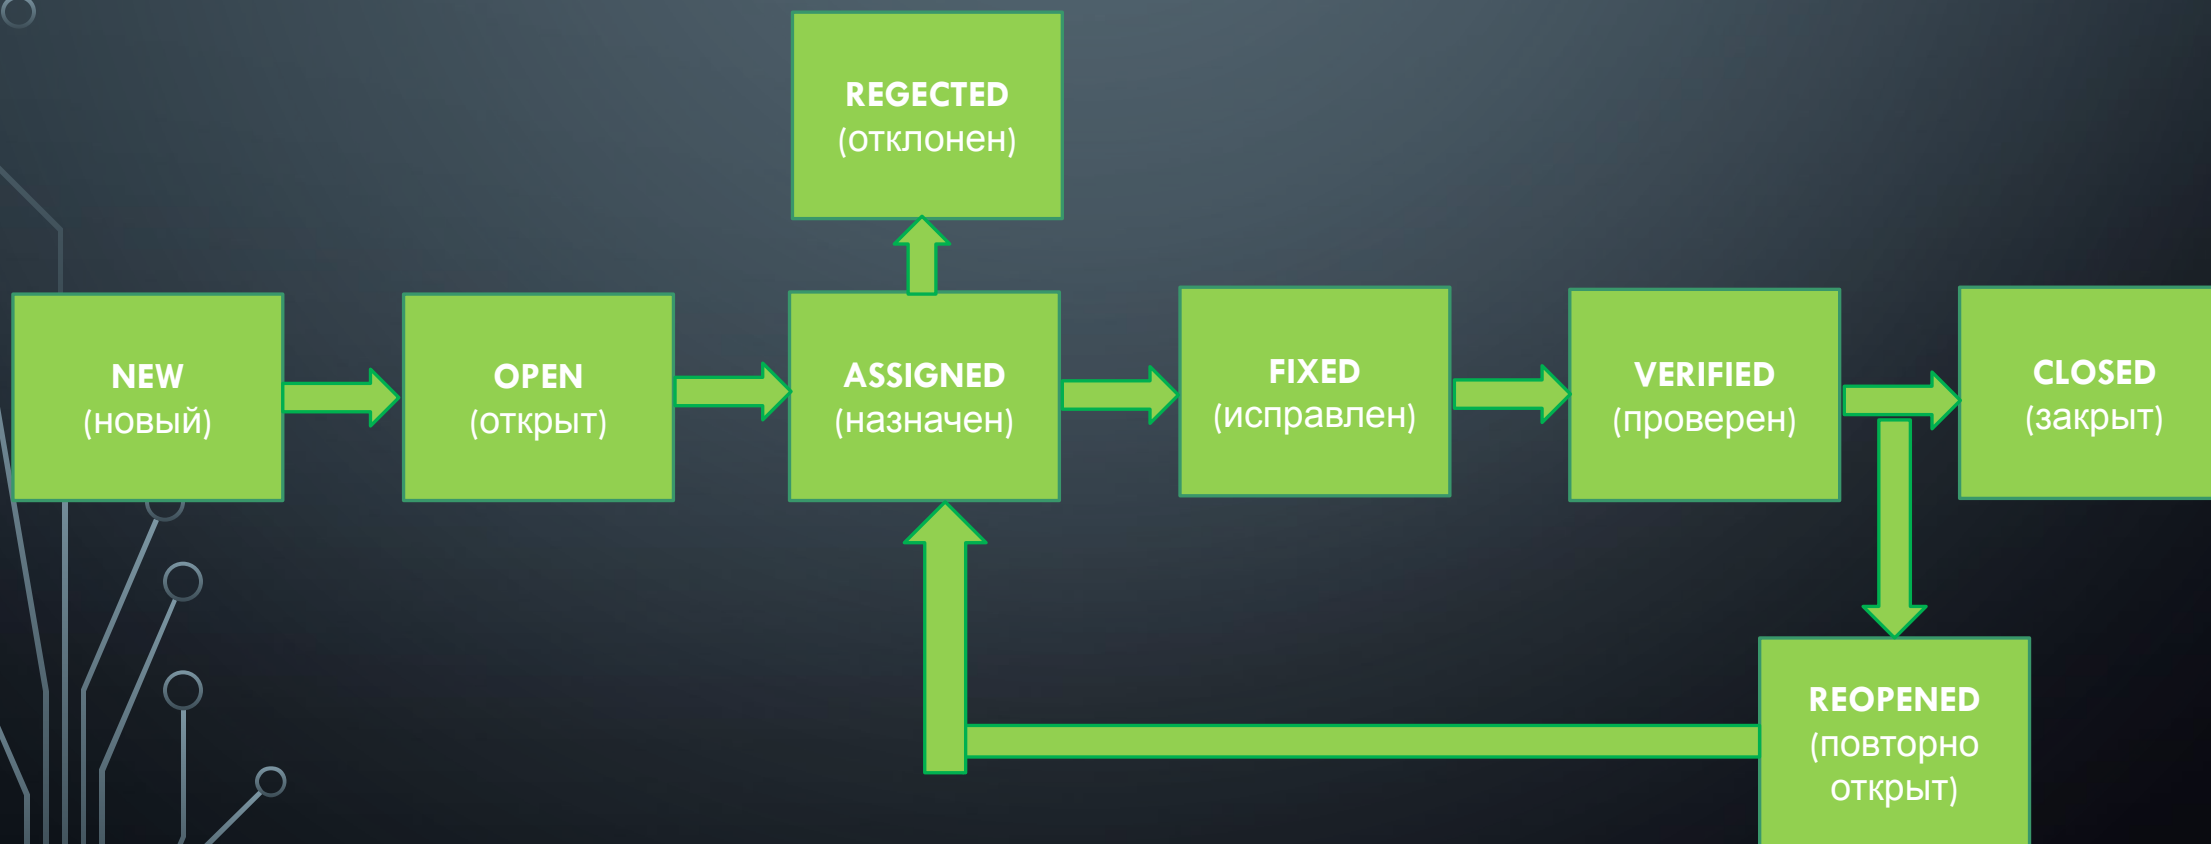 REGECTED
(отклонен)
NEW
(новый)
OPEN
(открыт)
ASSIGNED
(назначен)
FIXED
(исправлен)
VERIFIED
(проверен)
CLOSED
(закрыт)
REOPENED
(повторно
открыт)